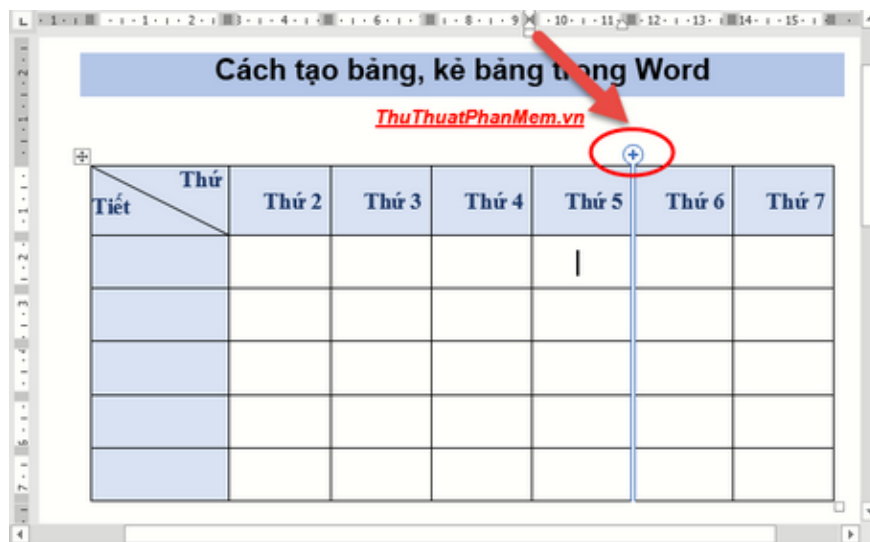 Cách tạo bảng, kẻ bảng trong Word
ThuThuatPhanMem.vn
Thứ
Tiết
Thứ 2 Thứ 3 Thứ 4 Thứ 5 Thứ 6 Thứ 7